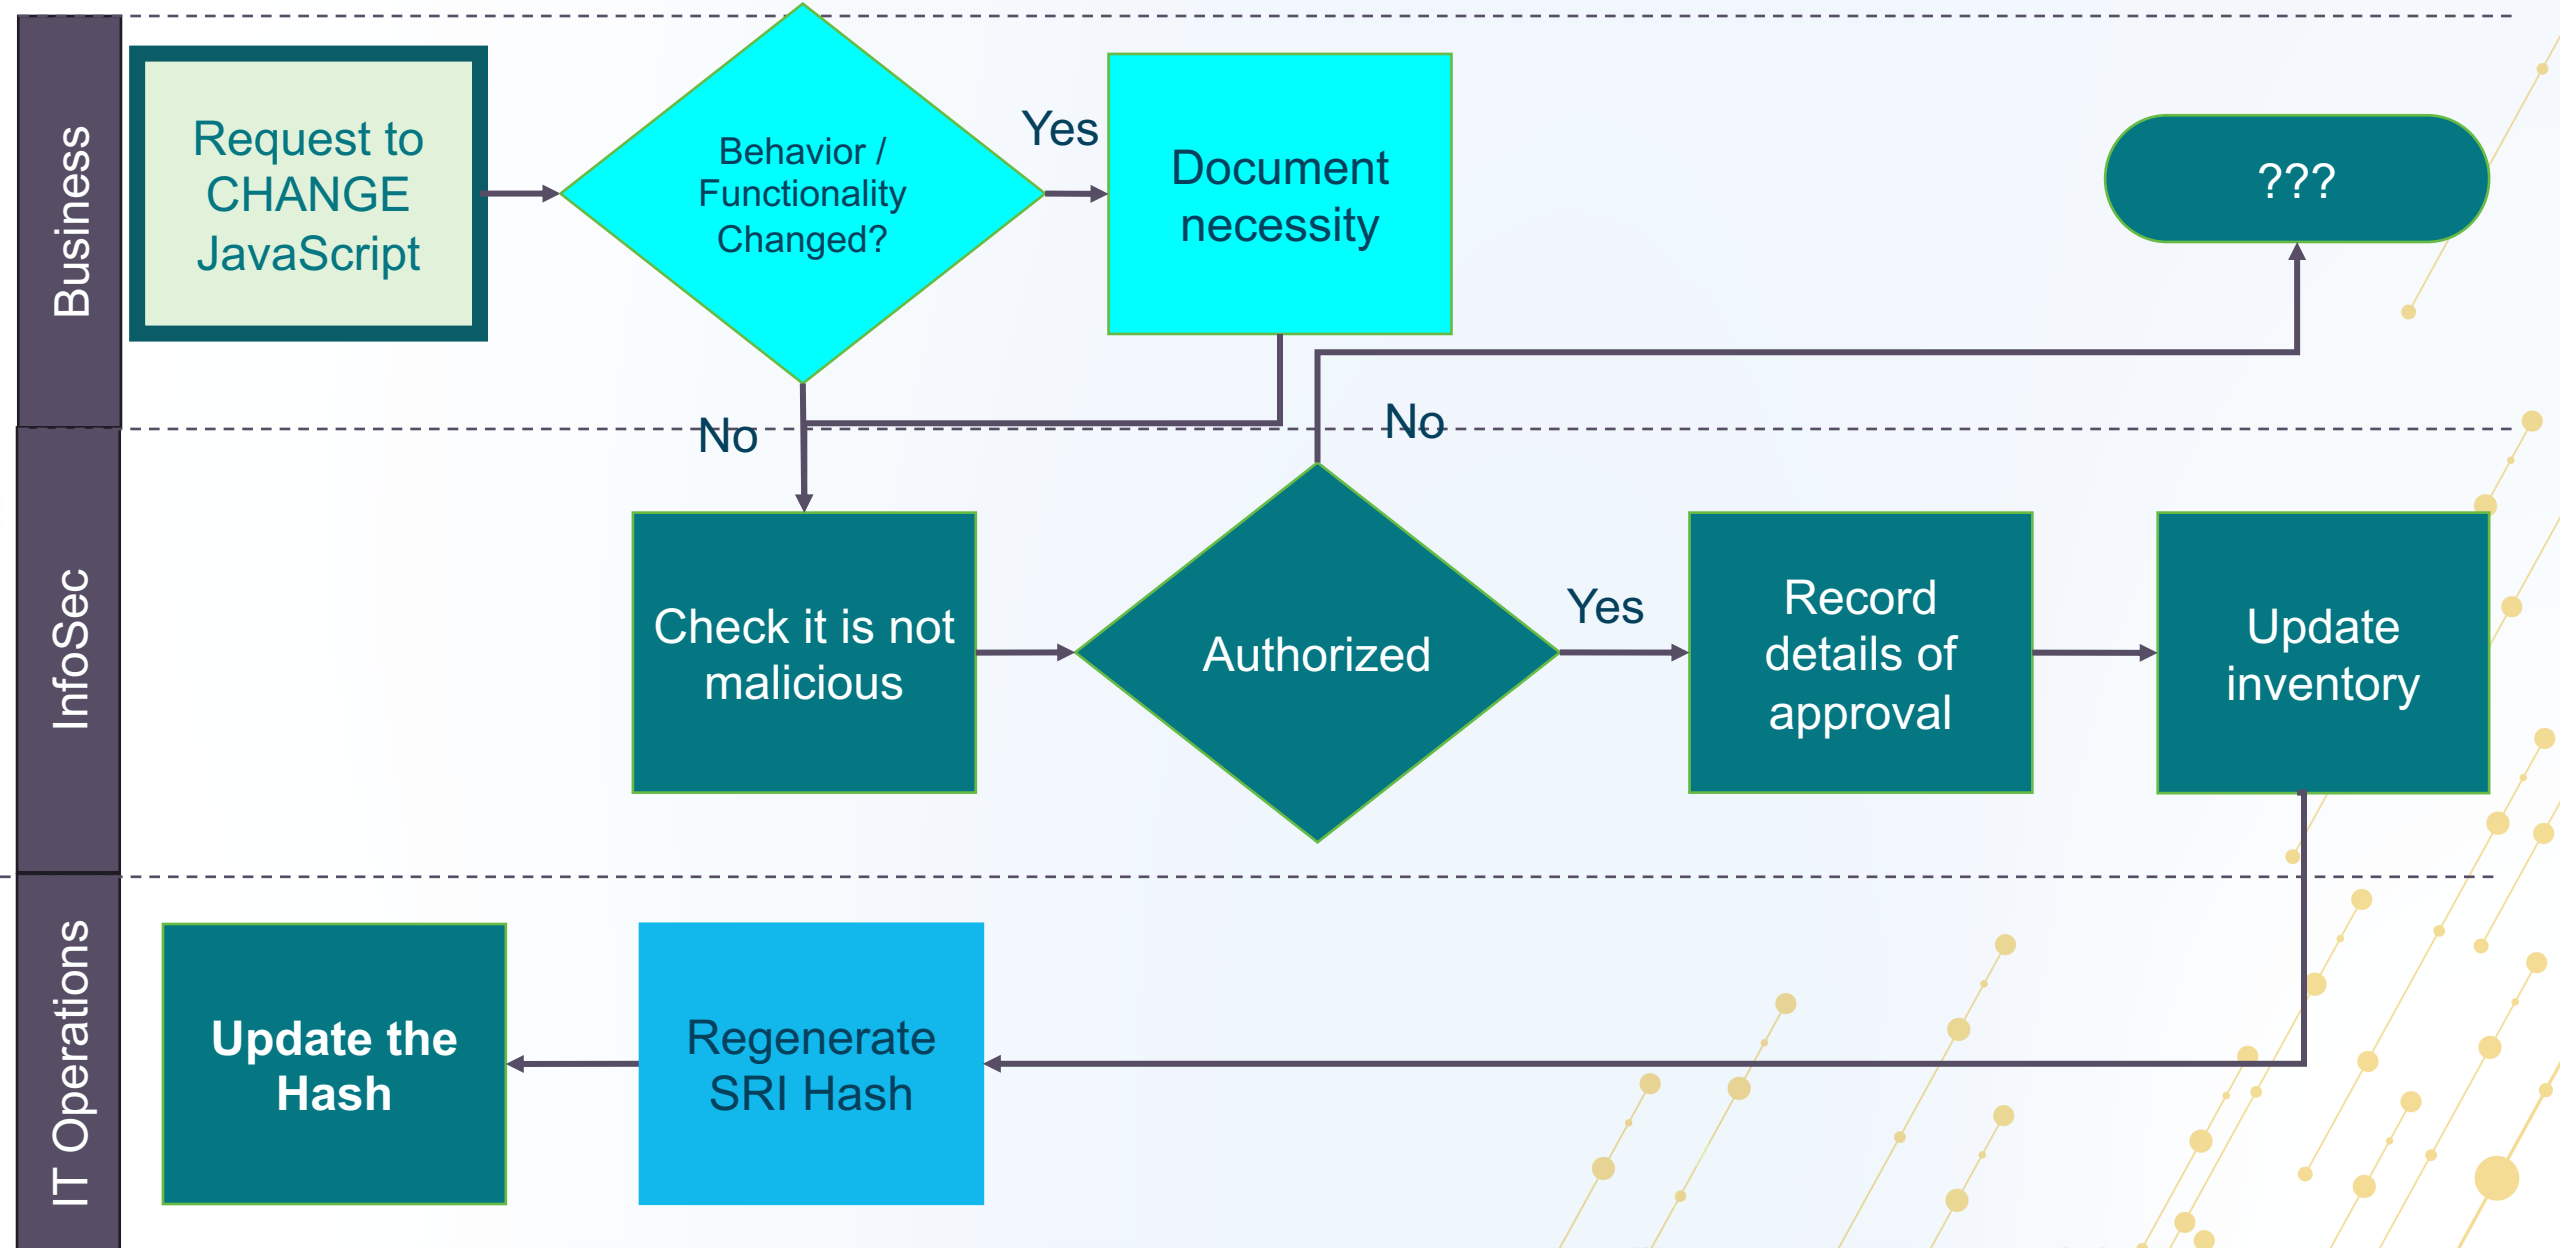 Business
Request to
CHANGE
JavaScript
Behavior /
Functionality
Changed?
Yes
Document
necessity
???
No
No
InfoSec
Check it is not
malicious
Authorized
Yes
Record
details of
approval
Update
inventory
IT Operations
Update the
Hash
Regenerate
SRI Hash